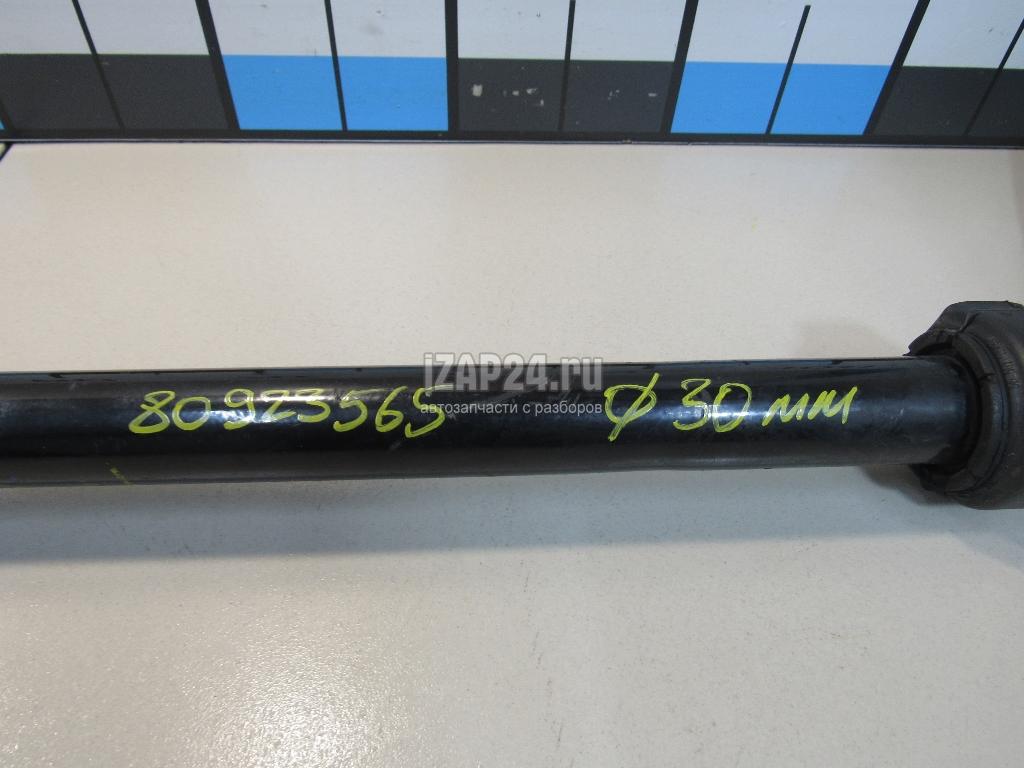 iZAP24.ru
автозапчасти с разборов
80923565 Ø 30 мм